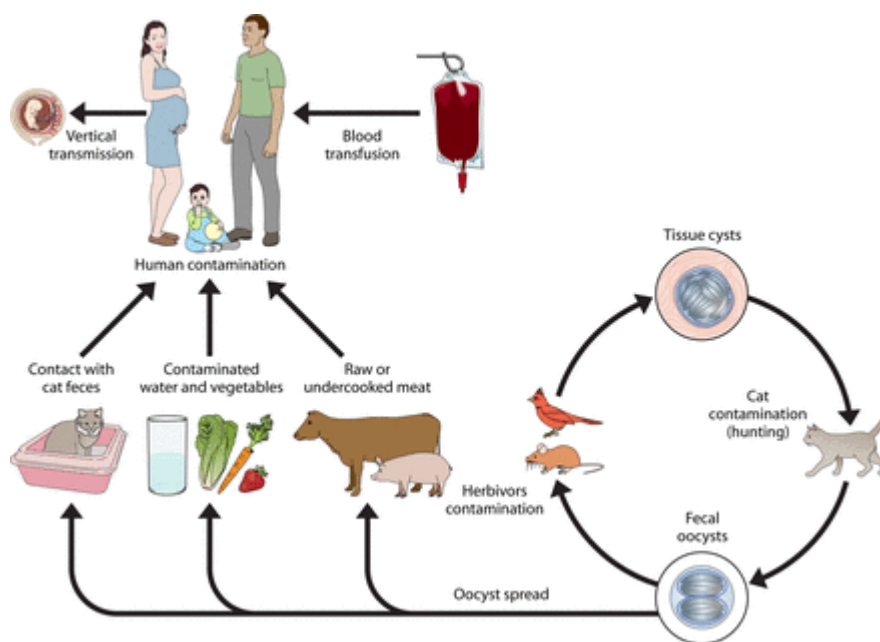 Vertical
transmission
Blood
transfusion
Human contamination
Tissue cysts
Contact with
cat feces
Contaminated
water and vegetables
Raw or
undercooked meat
Cat
contamination
(hunting)
Herbivors
contamination
Fecal
oocysts
Oocyst spread